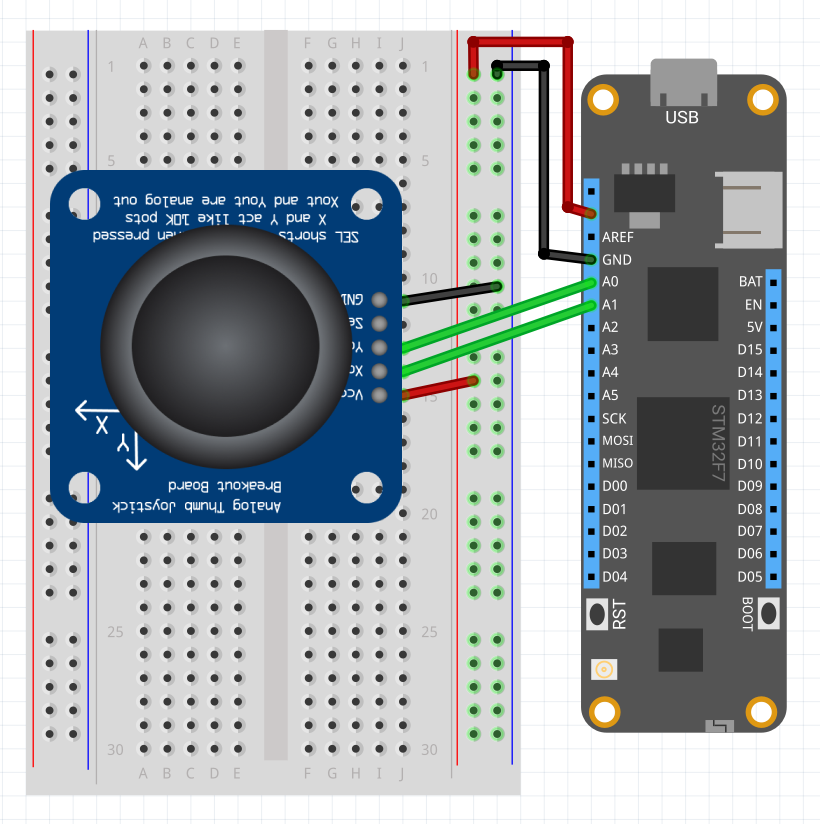 A B C D E
F G H I J
1
1
5
5
10
15
20
25
25
30
30
A B C D E
F G H I J
Analog Thumb Joystick
Breakout Board
X
Y
Vcc
Xo
Yo
Se
GND
SEL shorts hen pressed
X and Y act like 10K pots
Xout and Yout are analog out
USB
AREF
GND
A0
A1
A2
A3
A4
A5
SCK
MOSI
MISO
D00
D01
D02
D03
D04
BAT
EN
5V
D15
D14
D13
D12
D11
D10
D09
D08
D07
D06
D05
STM32F7
RST
BOOT